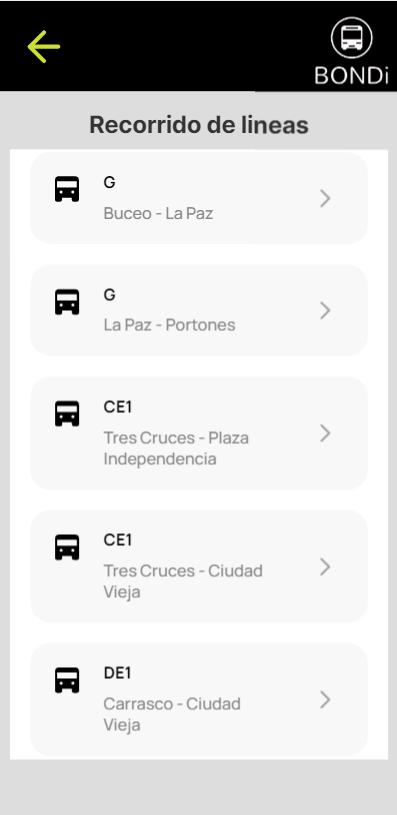 BONDi
Recorrido de lineas
G
Buceo - La Paz
G
La Paz - Portones
CE1
Tres Cruces - Plaza
Independencia
CE1
Tres Cruces - Ciudad
Vieja
DE1
Carrasco - Ciudad
Vieja